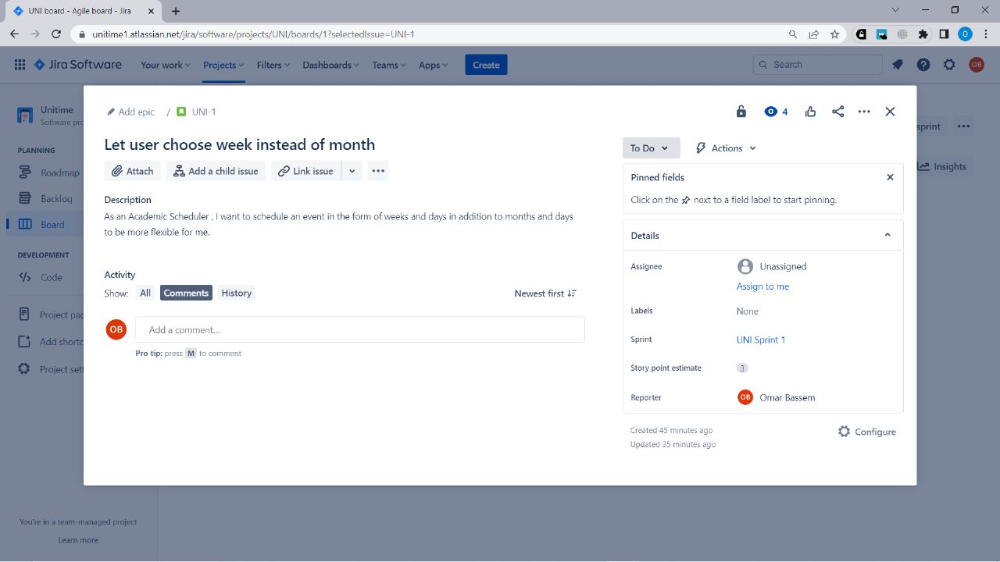 UNI board - Agile board - Jira
unitime1.atlassian.net/jira/software/projects/UNI/boards/1?selectedIssue=UNI-1
O
Jira Software
Your work
Projects
Filters
Dashboards
Teams
Apps
Create
Search
OB
Unitime
Software pro
PLANNING
Roadmap
Backlog
Board
DEVELOPMENT
Code
Project pag
Add shortc
Project sett
You're in a team-managed project
Learn more
sprint
Insights
Add epic / UNI-1
4
Let user choose week instead of month
Attach
Add a child issue
Link issue
Description
As an Academic Scheduler , I want to schedule an event in the form of weeks and days in addition to months and days
to be more flexible for me.
Activity
Show: All Comments History
Newest first
OB
Add a comment...
Pro tip: press M to comment
To Do
Actions
Pinned fields
Click on the next to a field label to start pinning.
Details
Assignee
Unassigned
Assign to me
Labels
None
Sprint
UNI Sprint 1
Story point estimate
3
Reporter
OB Omar Bassem
Created 45 minutes ago
Updated 35 minutes ago
Configure